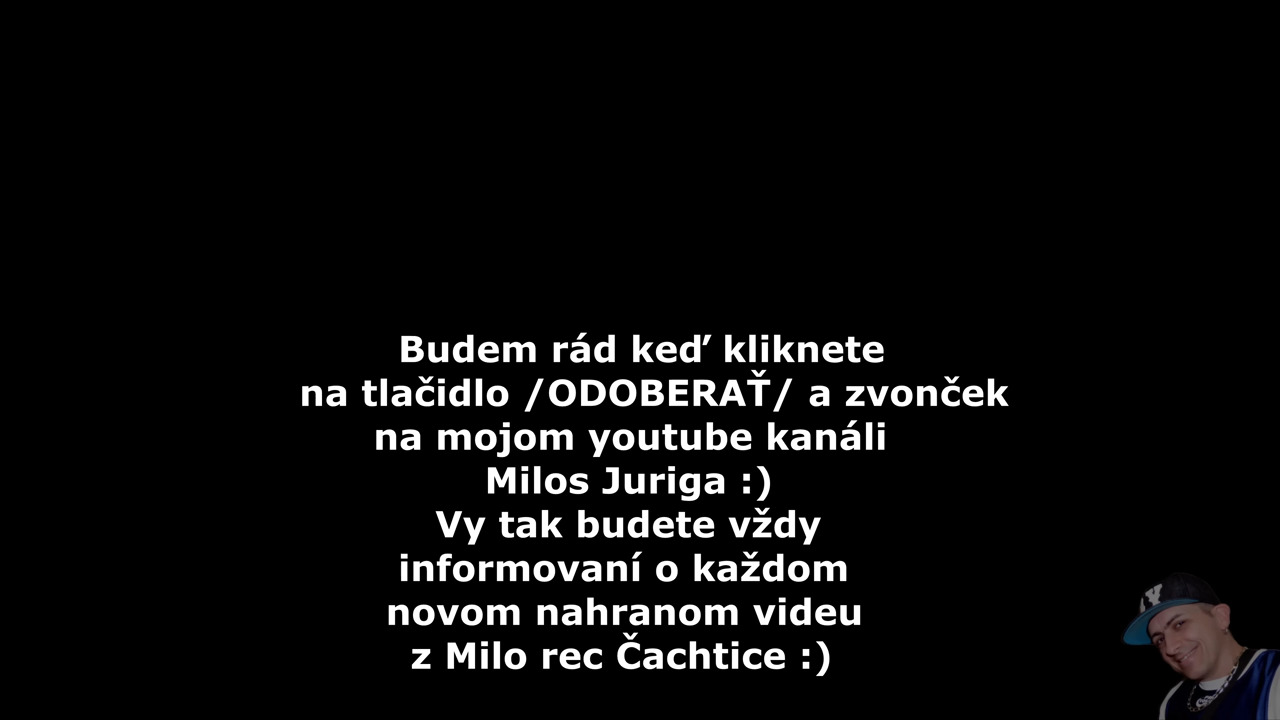 Budem rád keď kliknete
na tlačidlo /ODOBERAŤ/ a zvonček
na mojom youtube kanáli
Milos Juriga :)
Vy tak budete vždy
informovaní o každom
novom nahranom videu
z Milo rec Čachtice :)